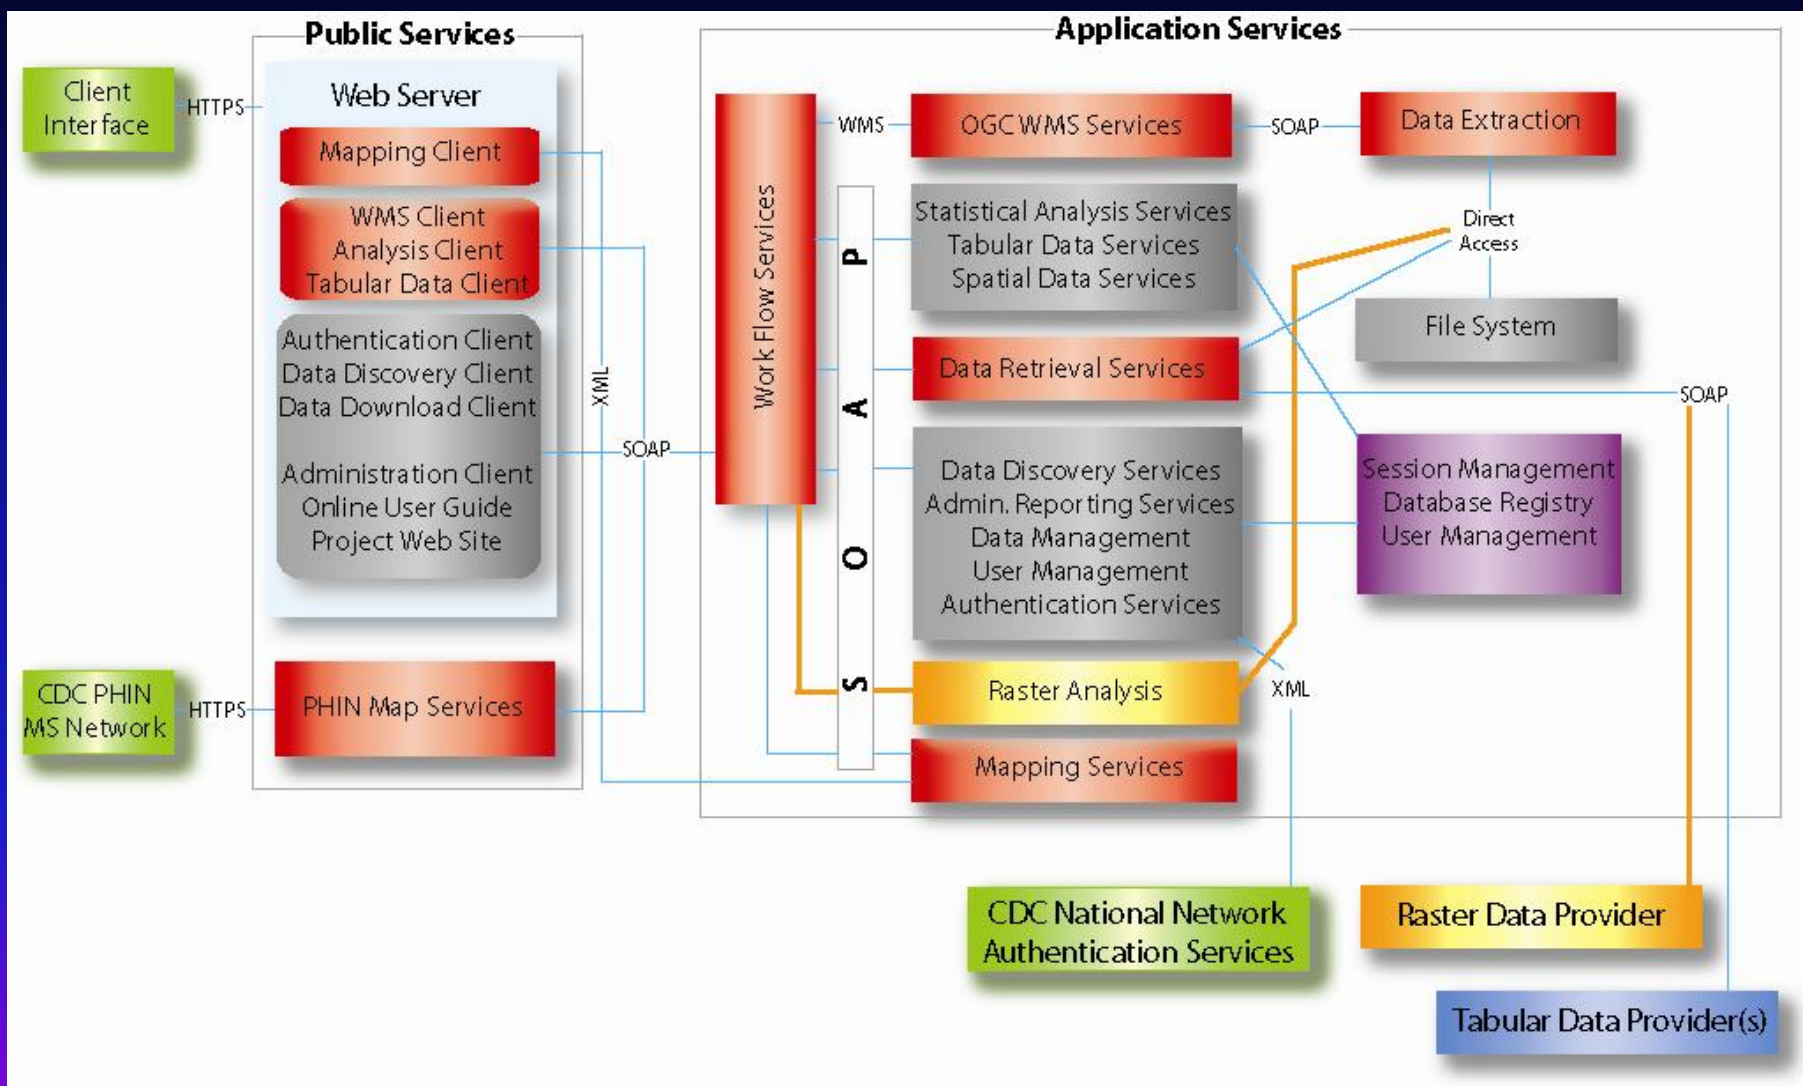 Public Services
Client
Interface
HTTPS
Web Server
Mapping Client
WMS Client
Analysis Client
Tabular Data Client
Authentication Client
Data Discovery Client
Data Download Client
Administration Client
Online User Guide
Project Web Site
CDC PHIN
MS Network
HTTPS
PHIN Map Services
XML
SOAP
Application Services
Work Flow Services
WMS
SOAP
OGC WMS Services
SOAP
Data Extraction
Statistical Analysis Services
Tabular Data Services
Spatial Data Services
Direct
Access
File System
Data Retrieval Services
SOAP
Data Discovery Services
Admin. Reporting Services
Data Management
User Management
Authentication Services
Session Management
Database Registry
User Management
Raster Analysis
XML
Mapping Services
CDC National Network
Authentication Services
Raster Data Provider
Tabular Data Provider(s)